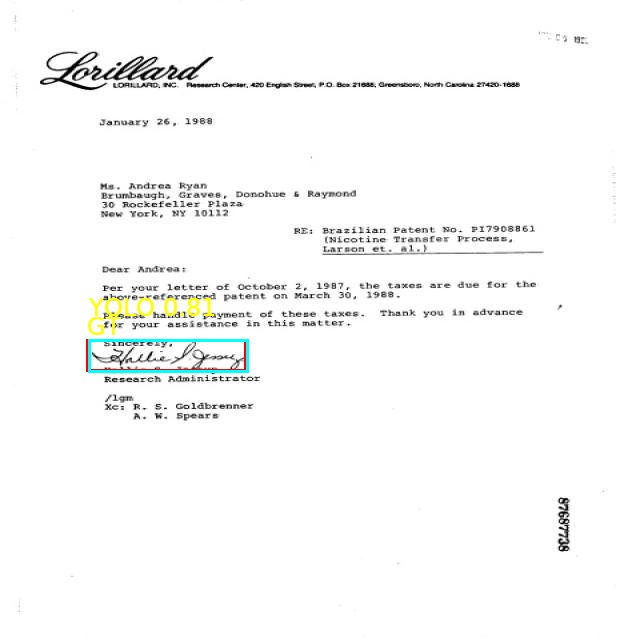 Lorillard
LORILLARD, INC. Research Center, 420 English Street, P.O. Box 21688, Greensboro, North Carolina 27420-1688
January 26, 1988
Ms. Andrea Ryan
Brumbaugh, Graves, Donohue & Raymond
30 Rockefeller Plaza
New York, NY 10112
RE: Brazilian Patent No. PI7908861
(Nicotine Transfer Process,
Larson et. al.)
Dear Andrea:
Per your letter of October 2, 1987, the taxes are due for the
above-referenced patent on March 30, 1988.
YOLO 0.81
Please handle payment of these taxes. Thank you in advance
GT
for your assistance in this matter.
Sincerely,
Hallie S.
Research Administrator
/lgm
Xc: R. S. Goldbrenner
A. W. Spears
87687738